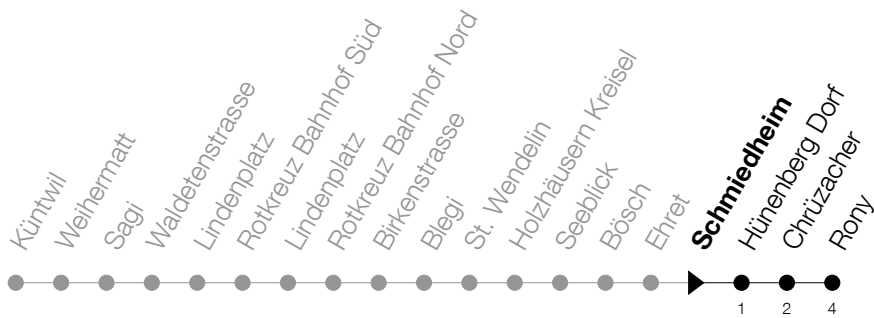 Küntwil
Weihermatt
Sagi
Waldetenstrasse
Lindenplatz
Rotkreuz Bahnhof Süd
Lindenplatz
Rotkreuz Bahnhof Nord
Birkenstrasse
Blegi
St. Wendelin
Holzhäusern Kreisel
Seeblick
Bösch
Ehret
Schmiedheim
Hünenberg Dorf
Chrüzacher
Rony
1
2
4